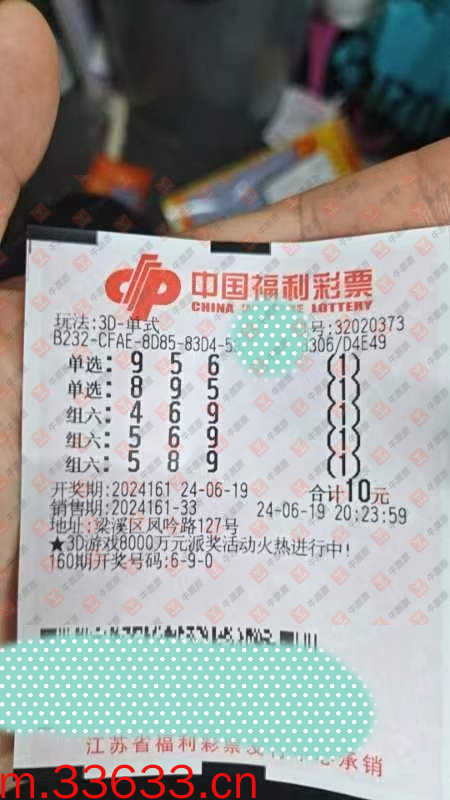 中国福利彩票
CHINA LOTTERY
玩法:3D-单式 号:32020373
B232-CFAE-8D85-83D4-5 306/D4E49
单选: 9 5 6 (1)
单选: 8 9 5 (1)
组六: 4 6 9 (1)
组六: 5 6 9 (1)
组六: 5 8 9 (1)
开奖期:2024161 24-06-19 合计10元
销售期:2024161-33 24-06-19 20:23:59
地址:梁溪区凤吟路127号
★3D游戏8000万元派奖活动火热进行中!
160期开奖号码:6-9-0
江苏省福利彩票发行中心承销
m.33633.cn